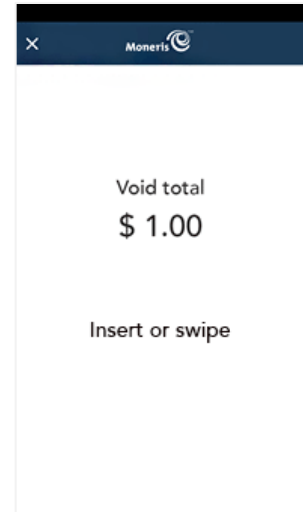 ×
Moneris
Void total
$ 1.00
Insert or swipe